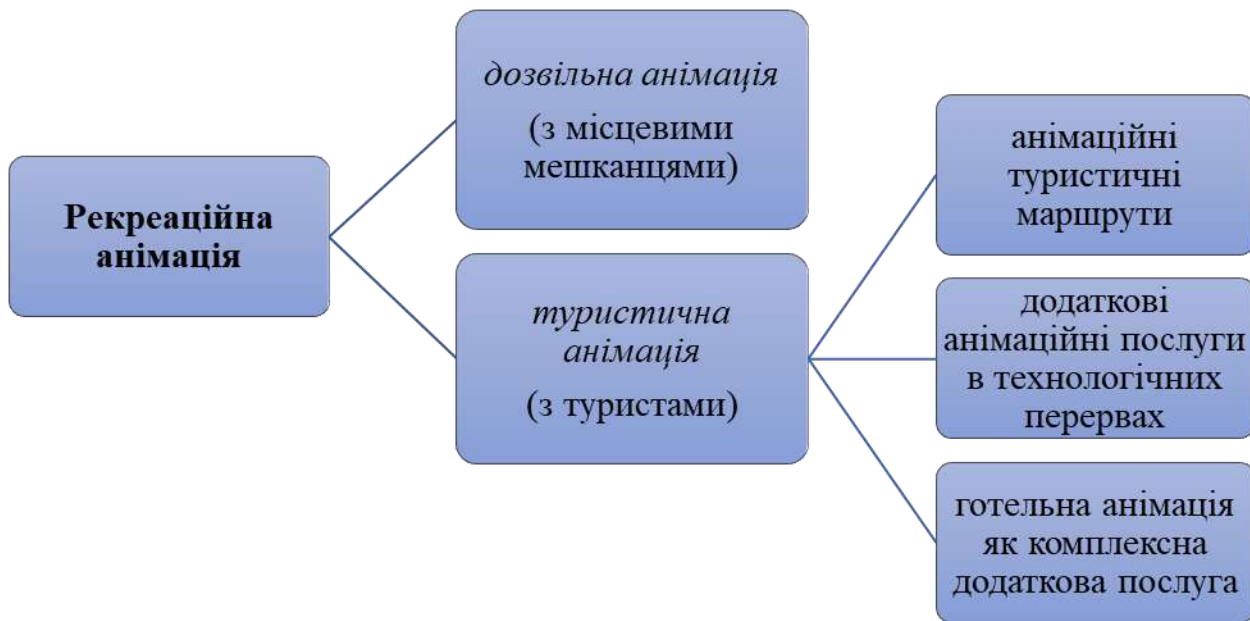 Рекреаційна
анімація
дозвільна анімація
(з місцевими
мешканцями)
туристична
анімація
(з туристами)
анімаційні
туристичні
маршрути
додаткові
анімаційні послуги
в технологічних
перервах
готельна анімація
як комплексна
додаткова послуга